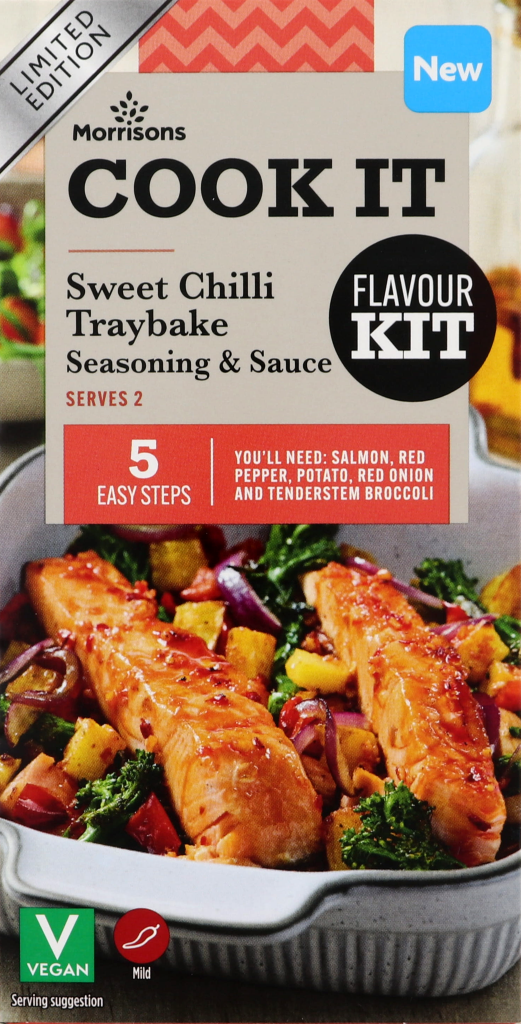 LIMITED
EDITION
New
Morrisons
COOK IT
Sweet Chilli
Traybake
Seasoning & Sauce
SERVES 2
FLAVOUR
KIT
5
EASY STEPS
YOU'LL NEED: SALMON, RED
PEPPER, POTATO, RED ONION
AND TENDERSTEM BROCCOLI
V
VEGAN
Mild
Serving suggestion